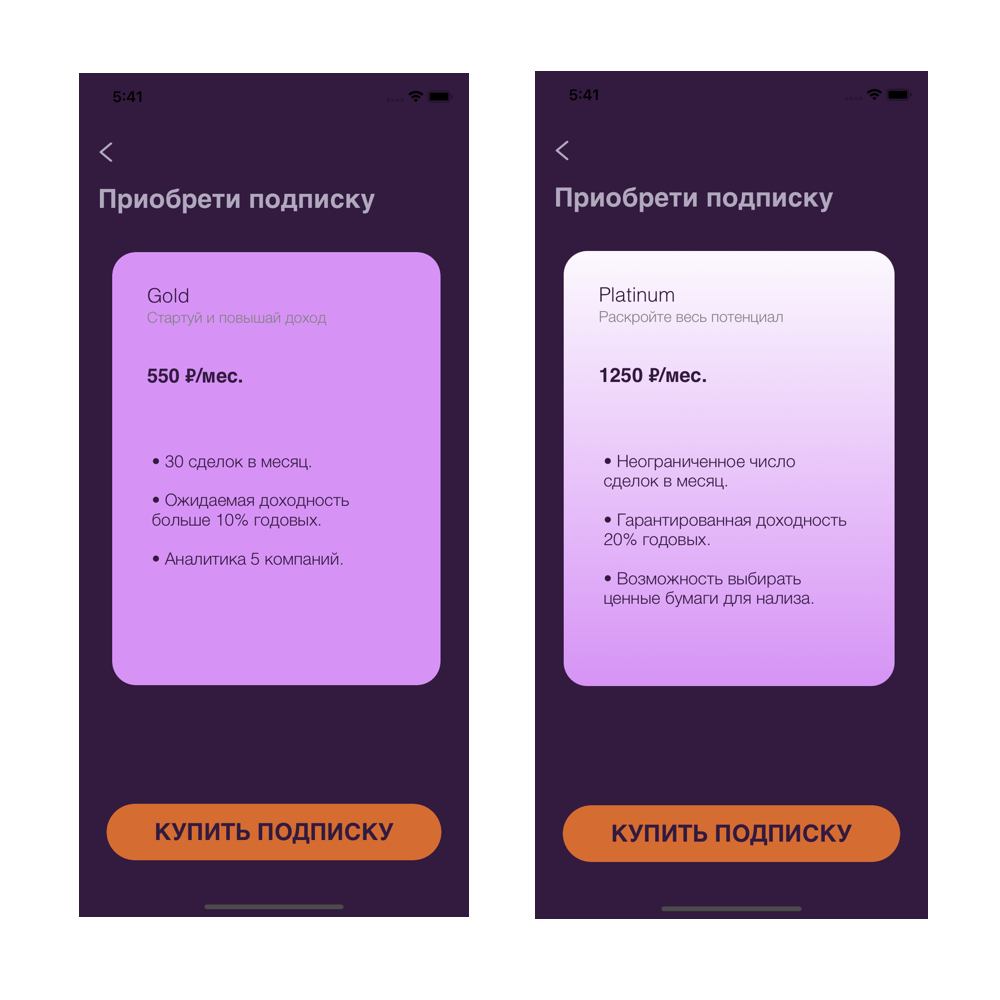 5:41
Приобрети подписку
Gold
Стартуй и повышай доход
550 ₽/мес.
• 30 сделок в месяц.
• Ожидаемая доходность
больше 10% годовых.
• Аналитика 5 компаний.
КУПИТЬ ПОДПИСКУ
5:41
Приобрети подписку
Platinum
Раскройте весь потенциал
1250 ₽/мес.
• Неограниченное число
сделок в месяц.
• Гарантированная доходность
20% годовых.
• Возможность выбирать
ценные бумаги для нализа.
КУПИТЬ ПОДПИСКУ